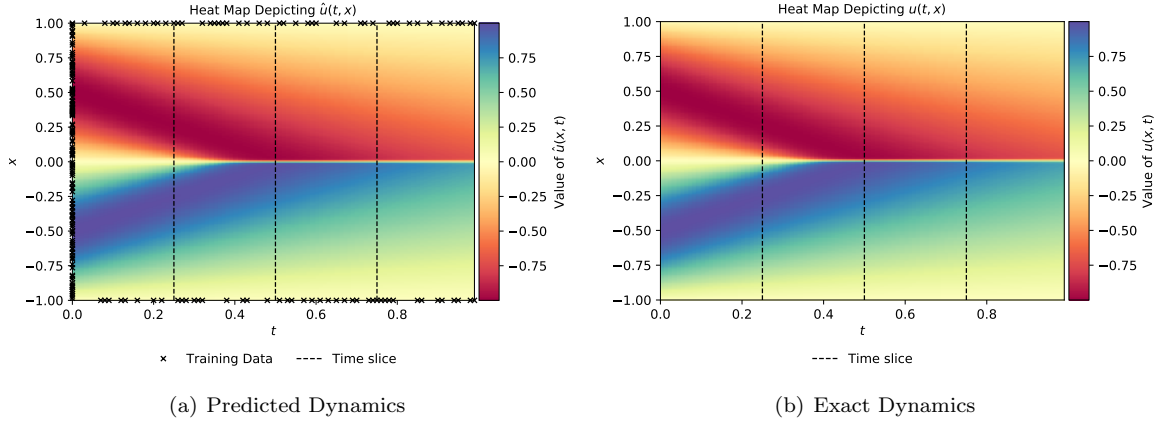 Heat Map Depicting û(t, x)
1.00
0.75
0.50
0.25
0.00
−0.25
−0.50
−0.75
−1.00
x
0.0 0.2 0.4 0.6 0.8
t
0.75
0.50
0.25
0.00
−0.25
−0.50
−0.75
Value of û(x, t)
× Training Data ----- Time slice
(a) Predicted Dynamics
Heat Map Depicting u(t, x)
1.00
0.75
0.50
0.25
0.00
−0.25
−0.50
−0.75
−1.00
x
0.0 0.2 0.4 0.6 0.8
t
0.75
0.50
0.25
0.00
−0.25
−0.50
−0.75
Value of u(x, t)
----- Time slice
(b) Exact Dynamics